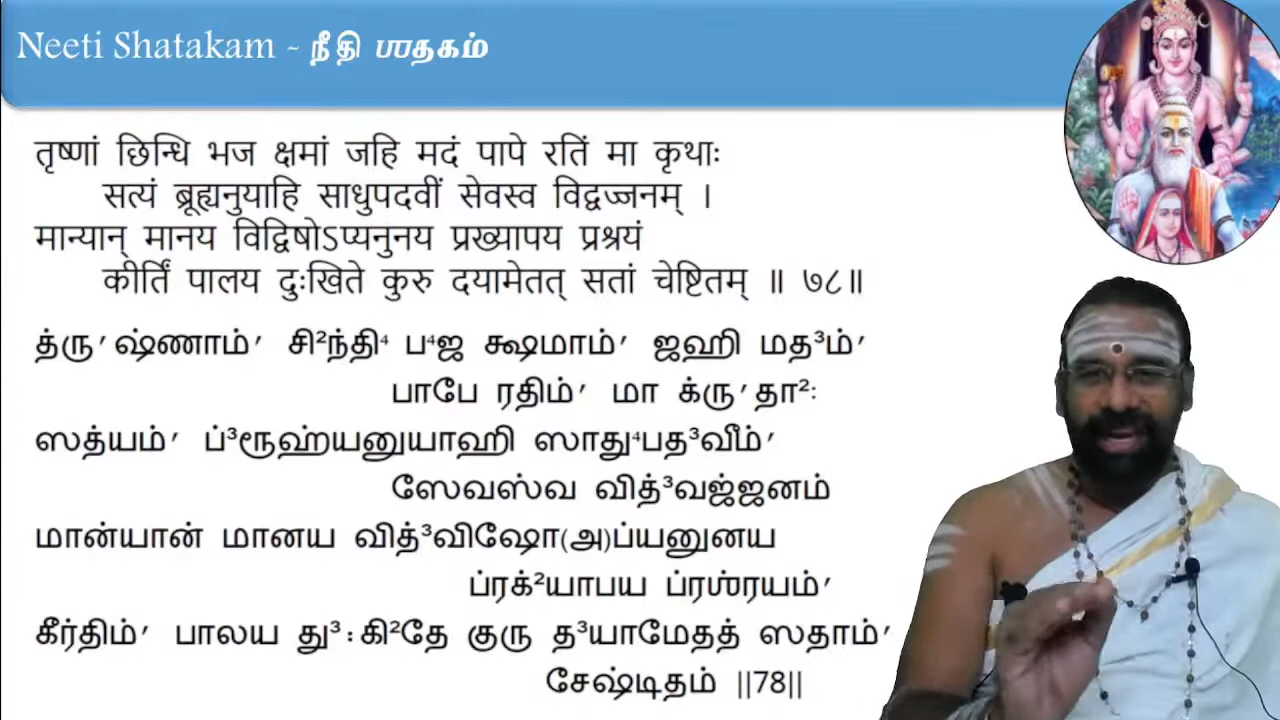 Neeti Shatakam - நீதி ஶதகம்
तृष्णां छिन्धि भज क्षमां जहि मदं पापे रतिं मा कृथाः
सत्यं ब्रूह्यनुयाहि साधुपदवीं सेवस्व विद्वज्जनम् ।
मान्यान् मानय विद्विषोऽप्यनुनय प्रख्यापय प्रश्रयं
कीर्तिं पालय दुःखिते कुरु दयामेतत् सतां चेष्टितम् ॥ ७८॥
த்ரு’ஷ்ணாம்ʼ சி²ந்தி⁴ ப⁴ஜ க்ஷமாம்ʼ ஜஹி மத³ம்ʼ
பாபே ரதிம்ʼ மா க்ரு’தா²꞉
ஸத்யம்ʼ ப்³ரூஹ்யனுயாஹி ஸாது⁴பத³வீம்ʼ
ஸேவஸ்வ வித்³வஜ்ஜனம்
மான்யான் மானய வித்³விஷோ(அ)ப்யனுனய
ப்ரக்²யாபய ப்ரஶ்ரயம்ʼ
கீர்திம்ʼ பாலய து³꞉கி²தே குரு த³யாமேதத் ஸதாம்ʼ
சேஷ்டிதம் ||78||